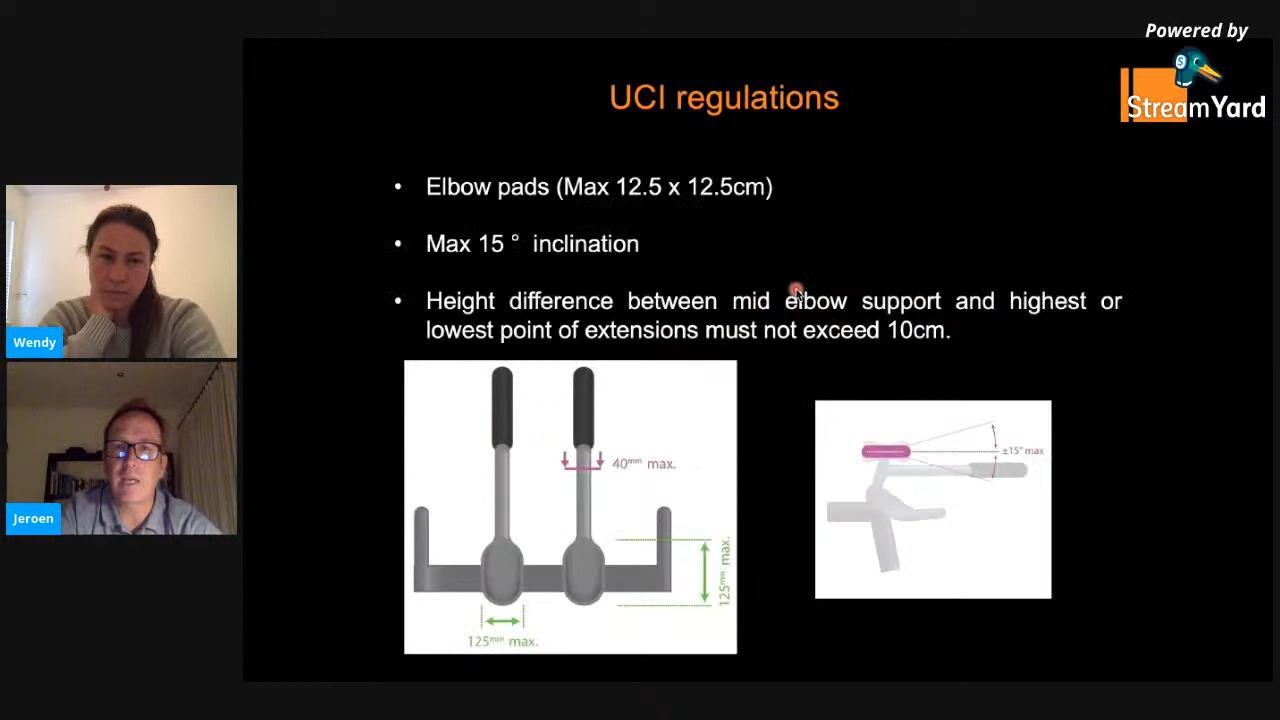 Powered by
StreamYard
UCI regulations
• Elbow pads (Max 12.5 x 12.5cm)
• Max 15 ° inclination
• Height difference between mid elbow support and highest or
lowest point of extensions must not exceed 10cm.
Wendy
Jeroen
40mm max.
125mm max.
125mm max.
±15° max